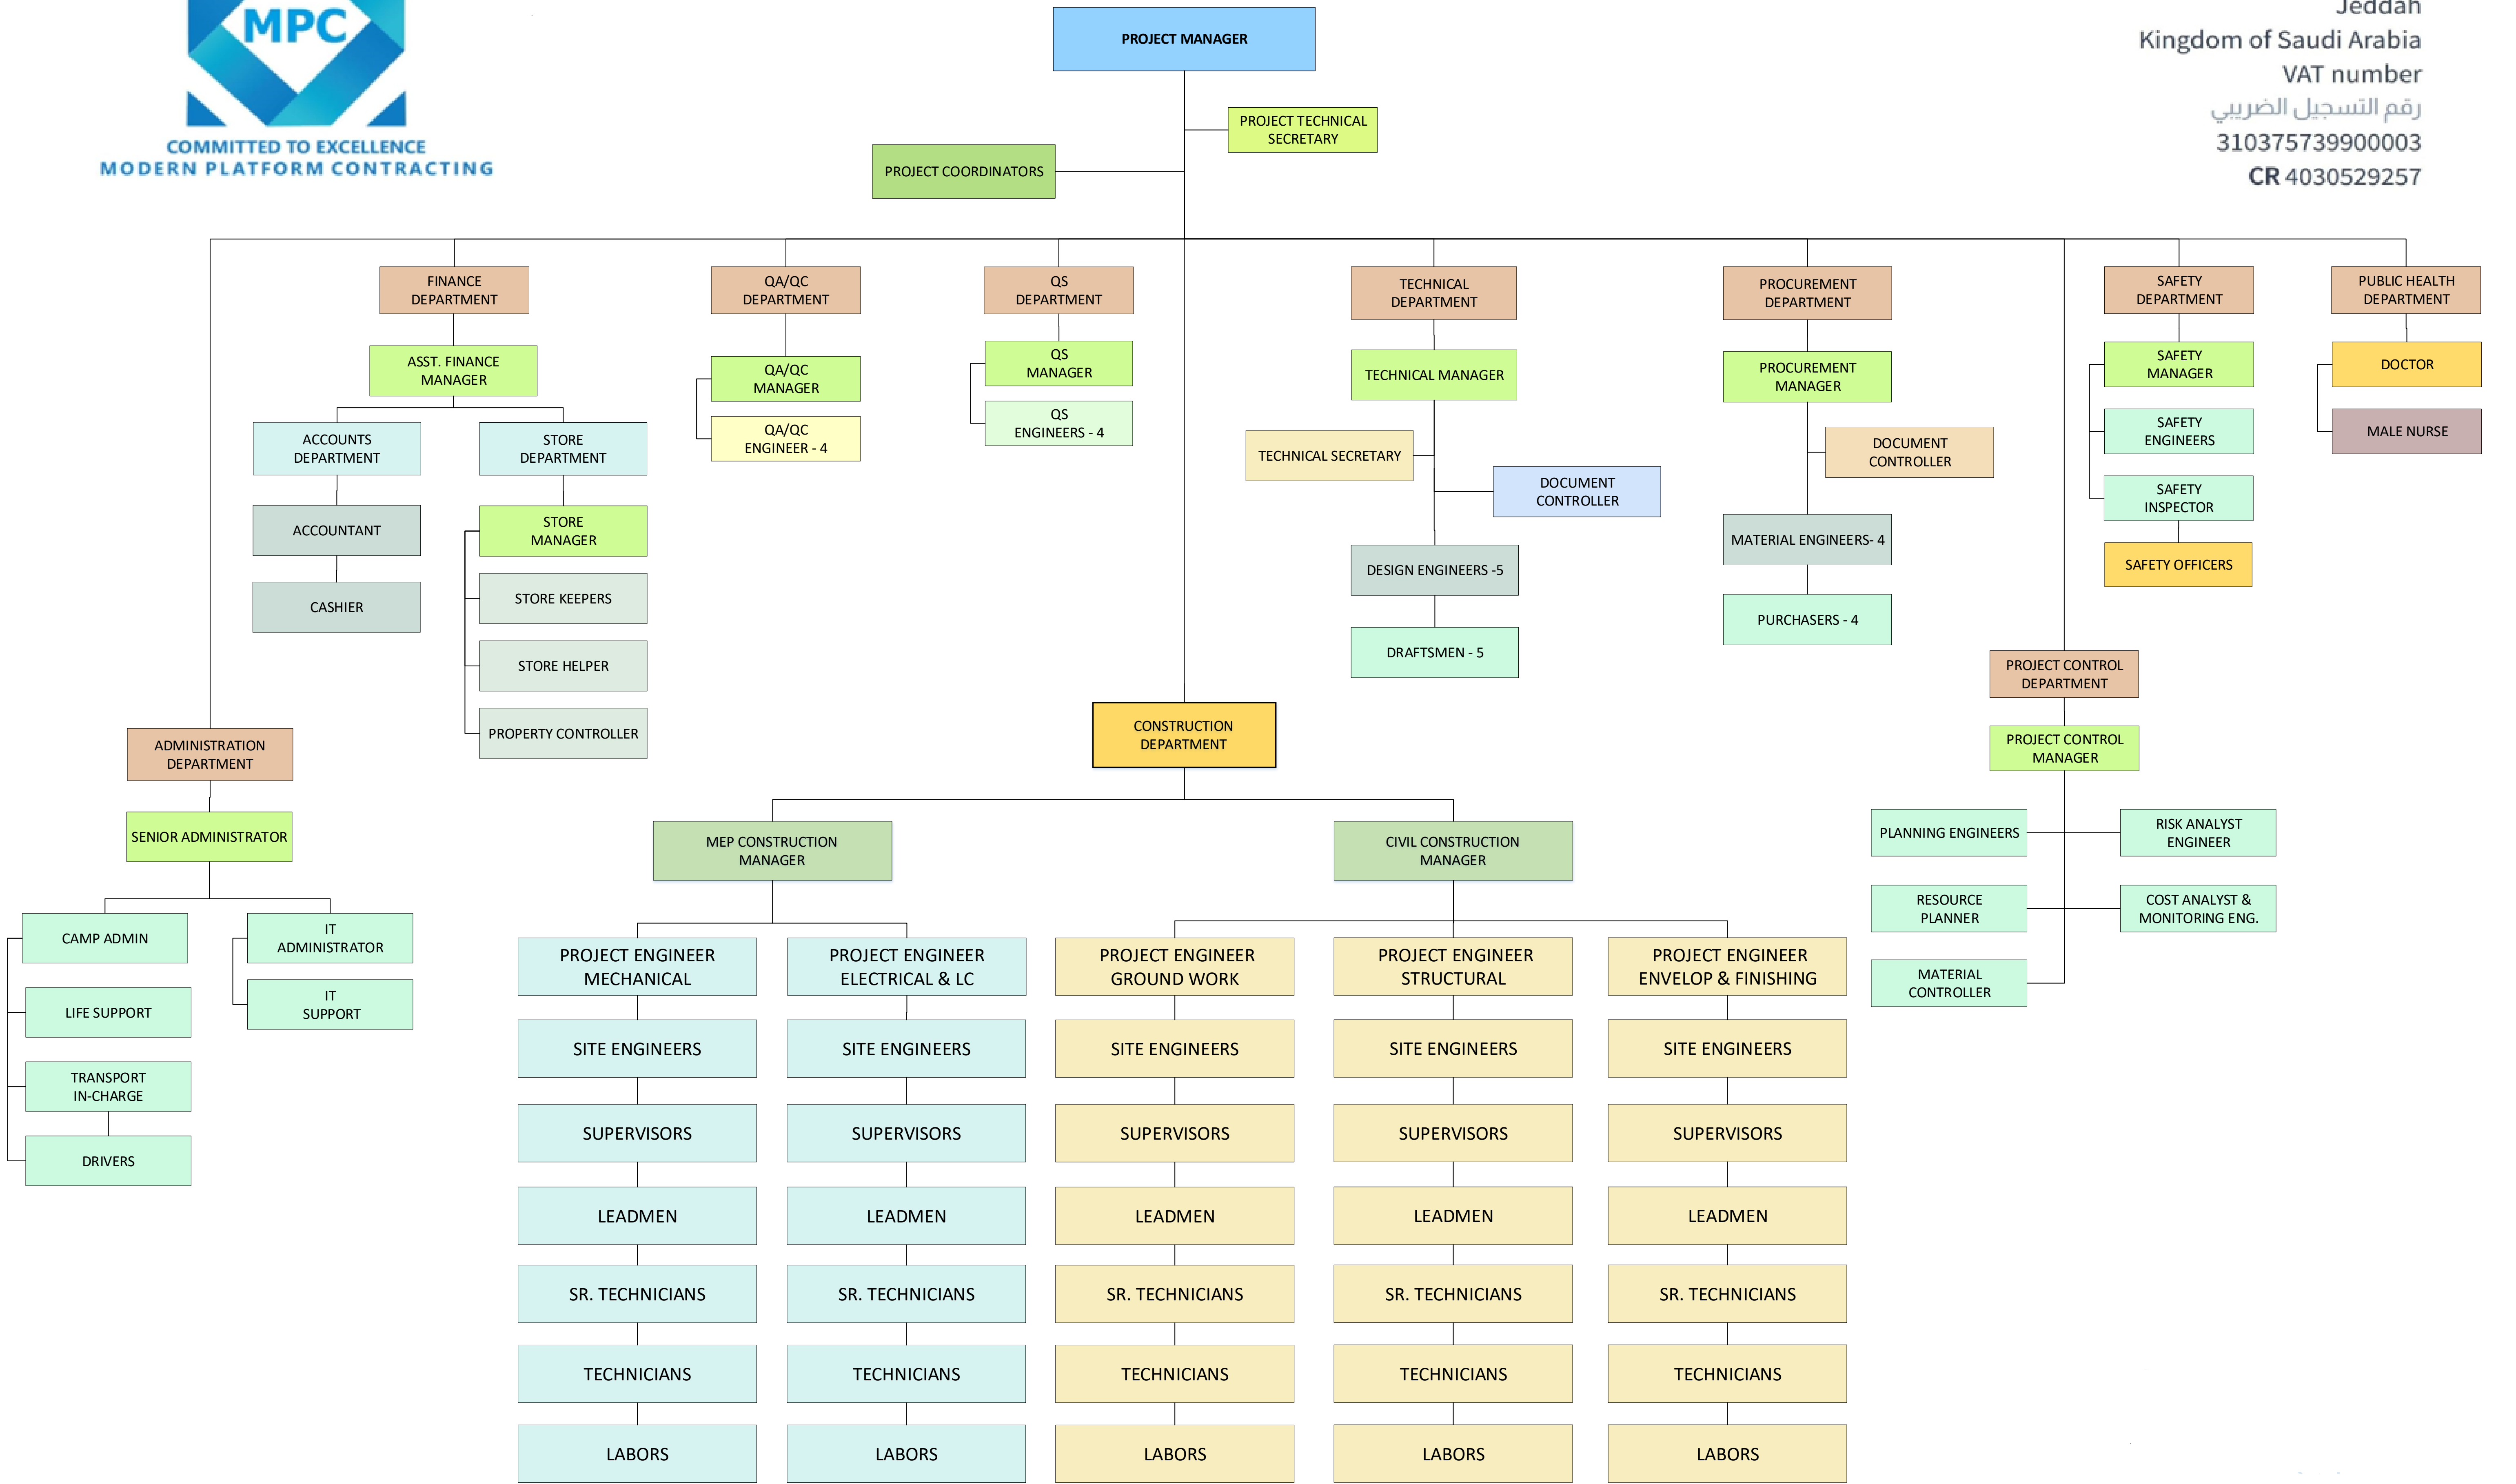 MPC
COMMITTED TO EXCELLENCE
MODERN PLATFORM CONTRACTING
Jeddah
Kingdom of Saudi Arabia
VAT number
رقم التسجيل الضريبي
310375739900003
CR 4030529257
PROJECT MANAGER
PROJECT TECHNICAL
SECRETARY
PROJECT COORDINATORS
FINANCE
DEPARTMENT
QA/QC
DEPARTMENT
QS
DEPARTMENT
TECHNICAL
DEPARTMENT
PROCUREMENT
DEPARTMENT
SAFETY
DEPARTMENT
PUBLIC HEALTH
DEPARTMENT
ASST. FINANCE
MANAGER
QA/QC
MANAGER
QS
MANAGER
TECHNICAL MANAGER
PROCUREMENT
MANAGER
SAFETY
MANAGER
DOCTOR
ACCOUNTS
DEPARTMENT
STORE
DEPARTMENT
QA/QC
ENGINEER - 4
QS
ENGINEERS - 4
TECHNICAL SECRETARY
DOCUMENT
CONTROLLER
DOCUMENT
CONTROLLER
SAFETY
ENGINEERS
MALE NURSE
ACCOUNTANT
STORE
MANAGER
SAFETY
INSPECTOR
MATERIAL ENGINEERS- 4
DESIGN ENGINEERS -5
SAFETY OFFICERS
CASHIER
STORE KEEPERS
PURCHASERS - 4
STORE HELPER
DRAFTSMEN - 5
PROJECT CONTROL
DEPARTMENT
PROPERTY CONTROLLER
CONSTRUCTION
DEPARTMENT
ADMINISTRATION
DEPARTMENT
PROJECT CONTROL
MANAGER
SENIOR ADMINISTRATOR
MEP CONSTRUCTION
MANAGER
CIVIL CONSTRUCTION
MANAGER
PLANNING ENGINEERS
RISK ANALYST
ENGINEER
RESOURCE
PLANNER
COST ANALYST &
MONITORING ENG.
MATERIAL
CONTROLLER
CAMP ADMIN
IT
ADMINISTRATOR
LIFE SUPPORT
IT
SUPPORT
TRANSPORT
IN-CHARGE
DRIVERS
PROJECT ENGINEER
MECHANICAL
SITE ENGINEERS
SUPERVISORS
LEADMEN
SR. TECHNICIANS
TECHNICIANS
LABORS
PROJECT ENGINEER
ELECTRICAL & LC
SITE ENGINEERS
SUPERVISORS
LEADMEN
SR. TECHNICIANS
TECHNICIANS
LABORS
PROJECT ENGINEER
GROUND WORK
SITE ENGINEERS
SUPERVISORS
LEADMEN
SR. TECHNICIANS
TECHNICIANS
LABORS
PROJECT ENGINEER
STRUCTURAL
SITE ENGINEERS
SUPERVISORS
LEADMEN
SR. TECHNICIANS
TECHNICIANS
LABORS
PROJECT ENGINEER
ENVELOP & FINISHING
SITE ENGINEERS
SUPERVISORS
LEADMEN
SR. TECHNICIANS
TECHNICIANS
LABORS